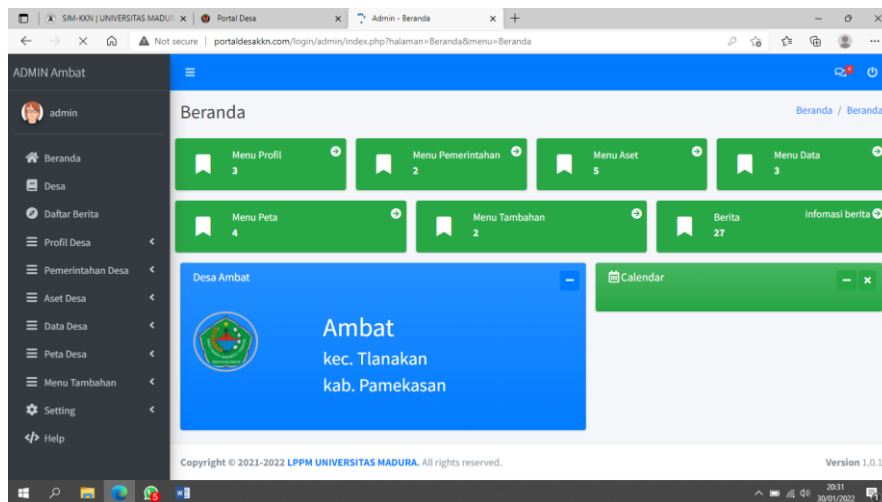 SIM-KKN | UNIVERSITAS MADUR
Portal Desa
Admin - Beranda
Not secure
portaldesakkn.com/login/admin/index.php?halaman=Beranda&menu=Beranda
ADMIN Ambat
admin
Beranda
Desa
Daftar Berita
Profil Desa
Pemerintahan Desa
Aset Desa
Data Desa
Peta Desa
Menu Tambahan
Setting
Help
Beranda
Beranda / Beranda
Menu Profil
3
Menu Pemerintahan
2
Menu Aset
5
Menu Data
3
Menu Peta
4
Menu Tambahan
2
Berita
27
infomasi berita
Desa Ambat
Ambat
kec. Tlanakan
kab. Pamekasan
Calendar
Copyright © 2021-2022 LPPM UNIVERSITAS MADURA. All rights reserved.
Version 1.0.1
20:31
30/01/2022